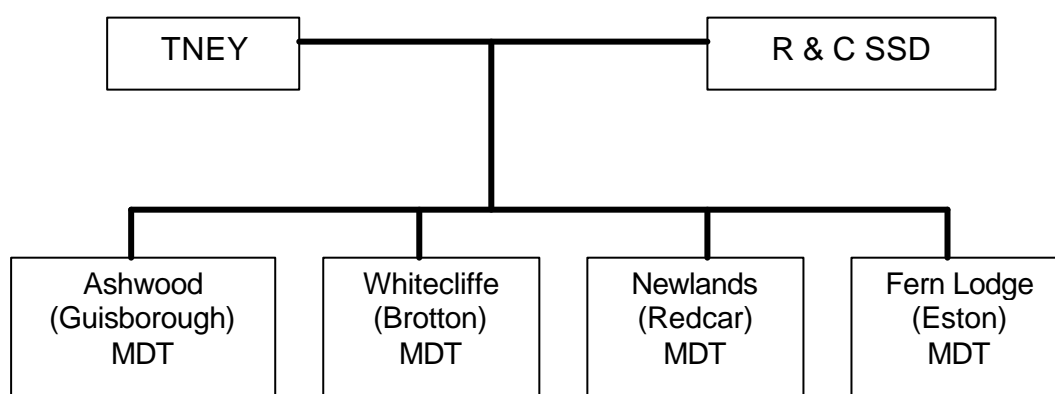 TNEY
R & C SSD
Ashwood
(Guisborough)
MDT
Whitecliffe
(Brotton)
MDT
Newlands
(Redcar)
MDT
Fern Lodge
(Eston)
MDT